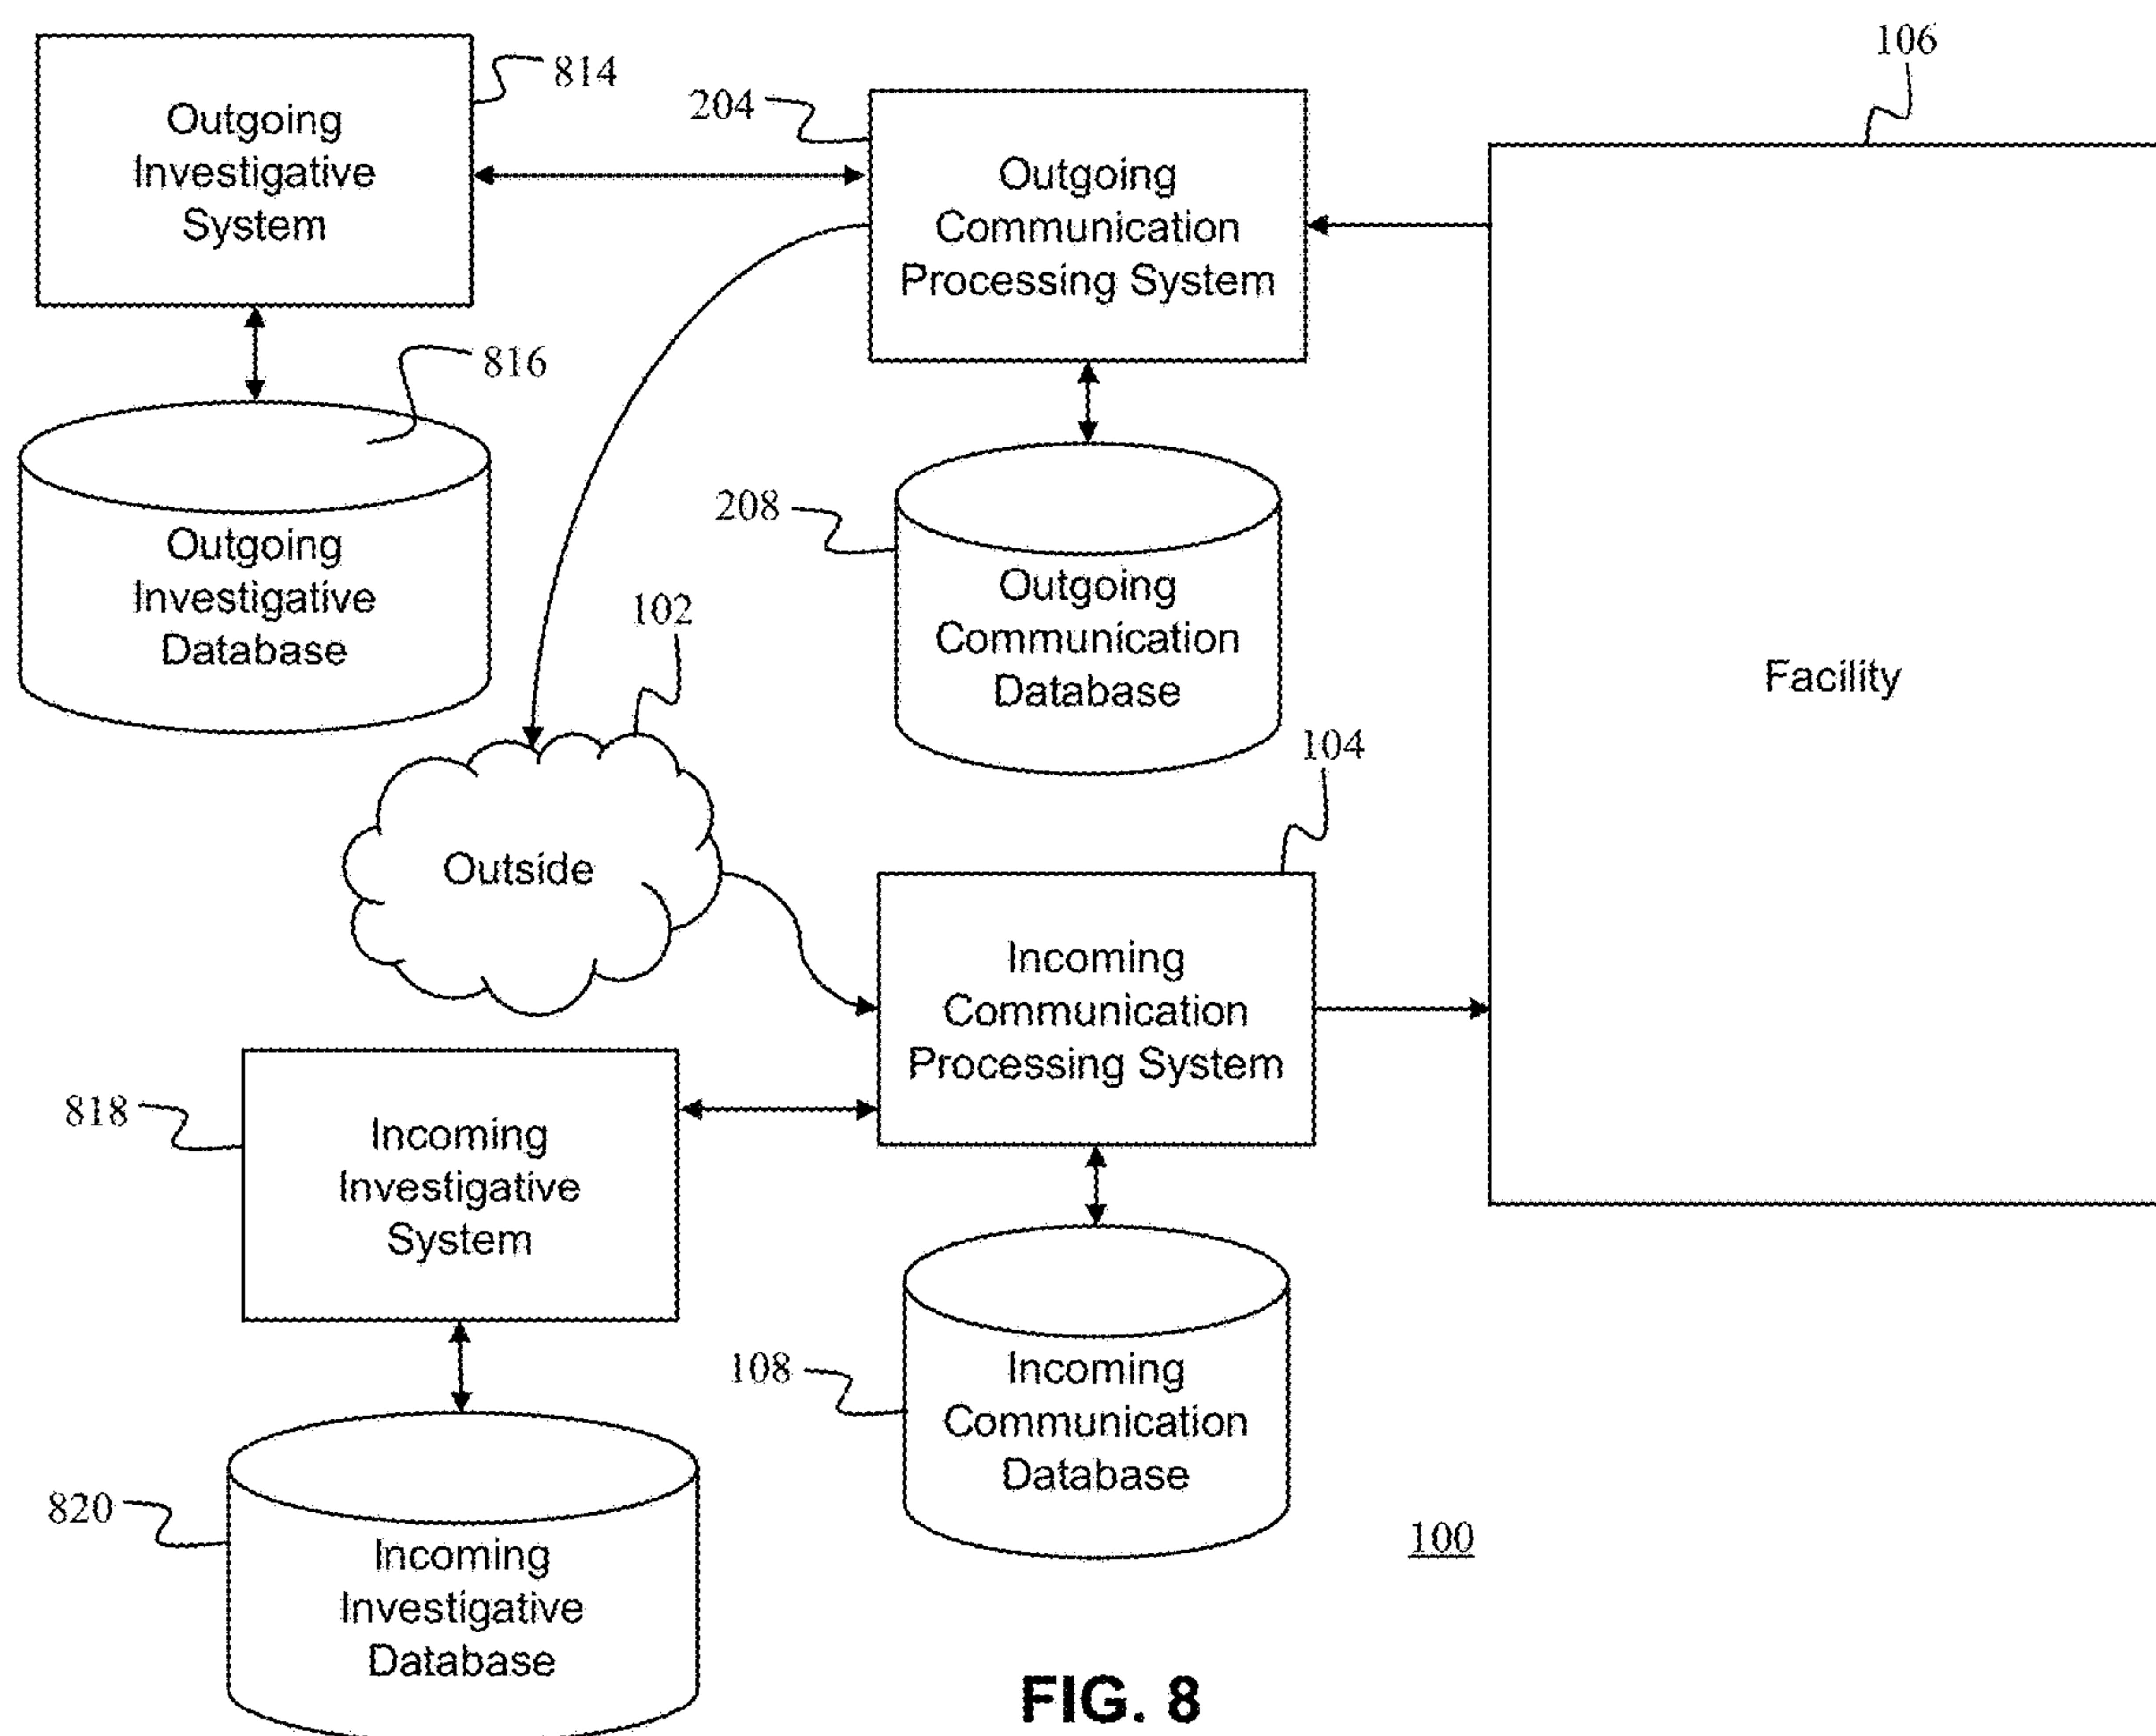 106
814
Outgoing
Investigative
System
204
Outgoing
Communication
Processing System
816
Outgoing
Investigative
Database
208
Outgoing
Communication
Database
Facility
102
Outside
104
Incoming
Communication
Processing System
818
Incoming
Investigative
System
108
Incoming
Communication
Database
820
Incoming
Investigative
Database
100
FIG. 8